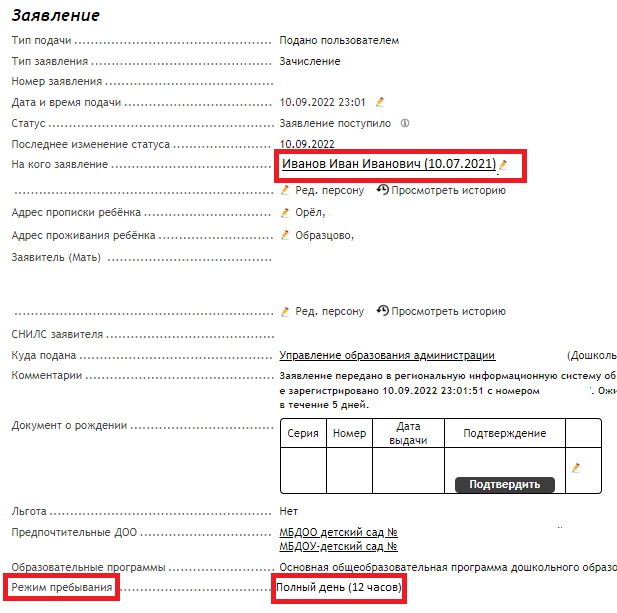 Заявление
Тип подачи Подано пользователем
Тип заявления Зачисление
Номер заявления
Дата и время подачи 10.09.2022 23:01
Статус Заявление поступило
Последнее изменение статуса 10.09.2022
На кого заявление Иванов Иван Иванович (10.07.2021)
Ред. персону Просмотреть историю
Адрес прописки ребёнка Орёл,
Адрес проживания ребёнка Образцово,
Заявитель (Мать)
Ред. персону Просмотреть историю
СНИЛС заявителя
Куда подана Управление образования администрации (Дошколь
Комментарии Заявление передано в региональную информационную систему об
е зарегистрировано 10.09.2022 23:01:51 с номером '. Ожи
в течение 5 дней.
Документ о рождении Серия Номер Дата выдачи Подтверждение
Подтвердить
Льгота Нет
Предпочтительные ДОО МБДОО детский сад №
МБДОУ-детский сад №
Образовательные программы Основная общеобразовательная программа дошкольного образо
Режим пребывания Полный день (12 часов)